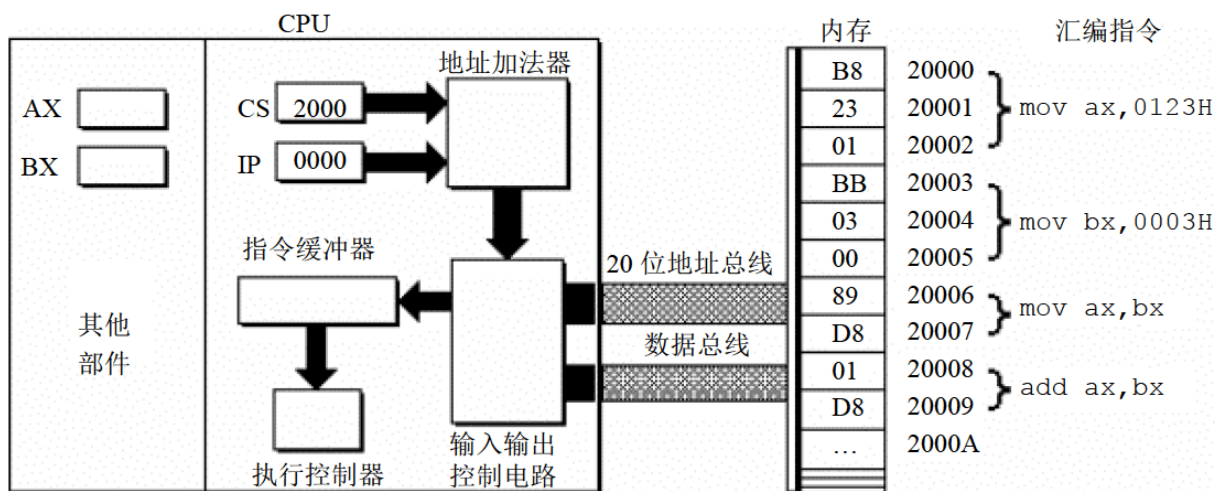 CPU
内存
汇编指令
地址加法器
AX
BX
CS
2000
IP
0000
指令缓冲器
其他
部件
执行控制器
输入输出
控制电路
20 位地址总线
数据总线
B8 20000
23 20001
01 20002
mov ax,0123H
BB 20003
03 20004
00 20005
mov bx,0003H
89 20006
D8 20007
mov ax,bx
01 20008
D8 20009
add ax,bx
… 2000A